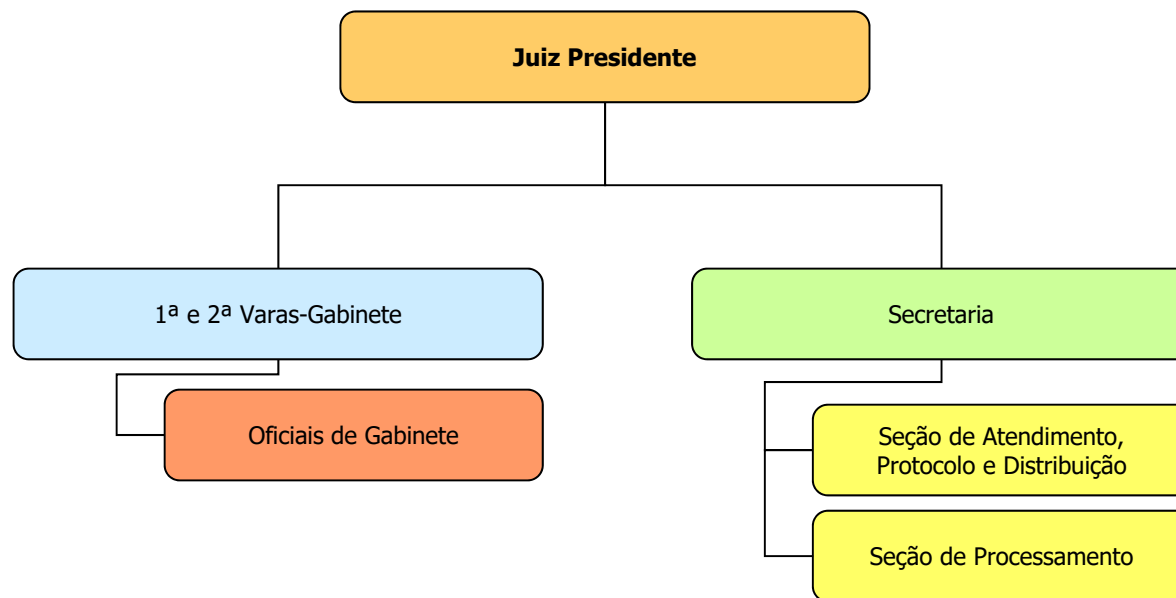 Juiz Presidente
1ª e 2ª Varas-Gabinete
Secretaria
Oficiais de Gabinete
Seção de Atendimento,
Protocolo e Distribuição
Seção de Processamento